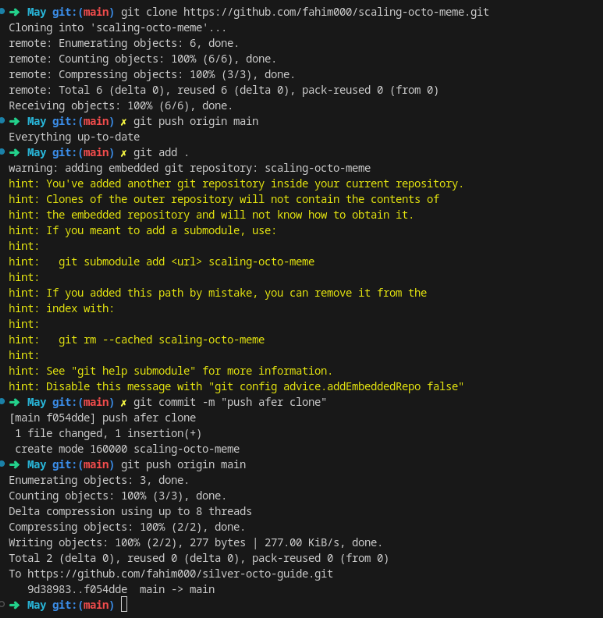 ➜ May git:(main) git clone https://github.com/fahim000/scaling-octo-meme.git
Cloning into 'scaling-octo-meme'...
remote: Enumerating objects: 6, done.
remote: Counting objects: 100% (6/6), done.
remote: Compressing objects: 100% (3/3), done.
remote: Total 6 (delta 0), reused 6 (delta 0), pack-reused 0 (from 0)
Receiving objects: 100% (6/6), done.
➜ May git:(main) ✗ git push origin main
Everything up-to-date
➜ May git:(main) ✗ git add .
warning: adding embedded git repository: scaling-octo-meme
hint: You've added another git repository inside your current repository.
hint: Clones of the outer repository will not contain the contents of
hint: the embedded repository and will not know how to obtain it.
hint: If you meant to add a submodule, use:
hint:
hint:   git submodule add <url> scaling-octo-meme
hint:
hint: If you added this path by mistake, you can remove it from the
hint: index with:
hint:
hint:   git rm --cached scaling-octo-meme
hint:
hint: See "git help submodule" for more information.
hint: Disable this message with "git config advice.addEmbeddedRepo false"
➜ May git:(main) ✗ git commit -m "push afer clone"
[main f054dde] push afer clone
 1 file changed, 1 insertion(+)
 create mode 160000 scaling-octo-meme
➜ May git:(main) git push origin main
Enumerating objects: 3, done.
Counting objects: 100% (3/3), done.
Delta compression using up to 8 threads
Compressing objects: 100% (2/2), done.
Writing objects: 100% (2/2), 277 bytes | 277.00 KiB/s, done.
Total 2 (delta 0), reused 0 (delta 0), pack-reused 0 (from 0)
To https://github.com/fahim000/silver-octo-guide.git
   9d38983..f054dde  main -> main
➜ May git:(main)